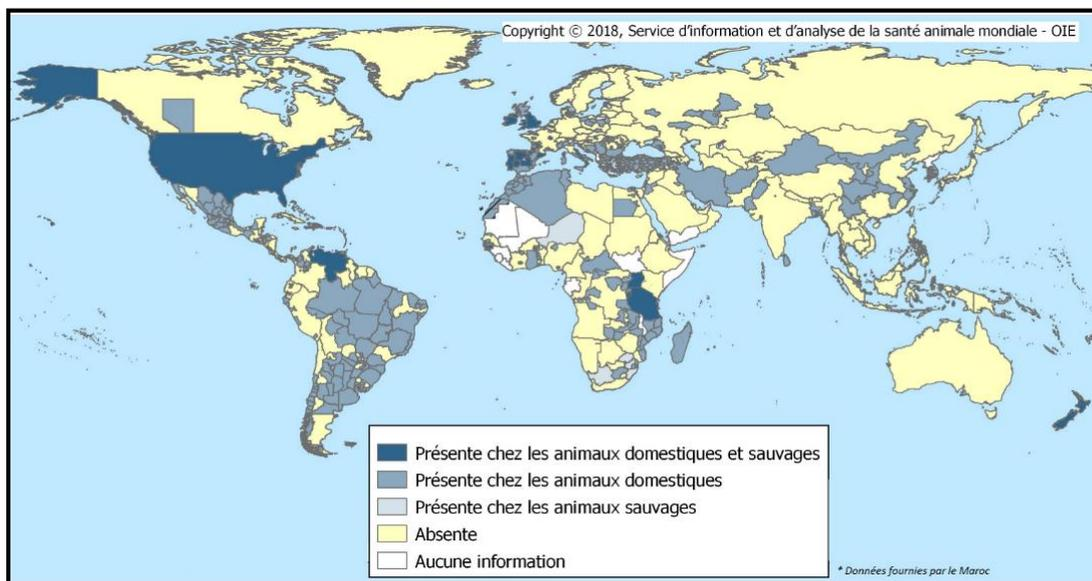 Copyright © 2018, Service d'information et d'analyse de la santé animale mondiale - OIE
Présente chez les animaux domestiques et sauvages
Présente chez les animaux domestiques
Présente chez les animaux sauvages
Absente
Aucune information
* Données fournies par le Maroc